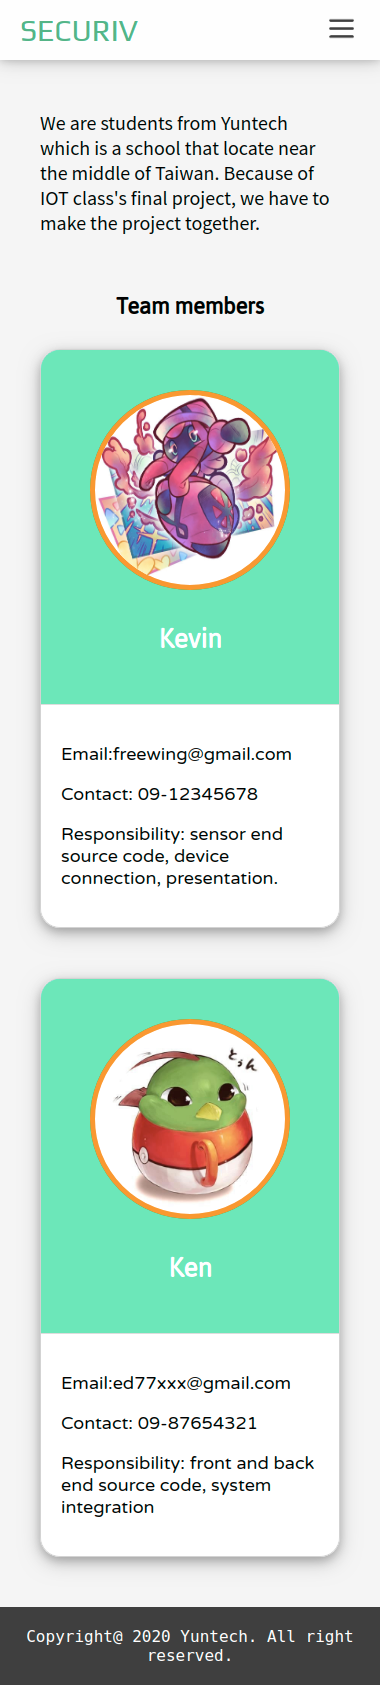 SECURIV
We are students from Yuntech
which is a school that locate near
the middle of Taiwan. Because of
IOT class's final project, we have to
make the project together.
Team members
Kevin
Email:freewing@gmail.com
Contact: 09-12345678
Responsibility: sensor end
source code, device
connection, presentation.
とぅん
Ken
Email:ed77xxx@gmail.com
Contact: 09-87654321
Responsibility: front and back
end source code, system
integration
Copyright@ 2020 Yuntech. All right
reserved.